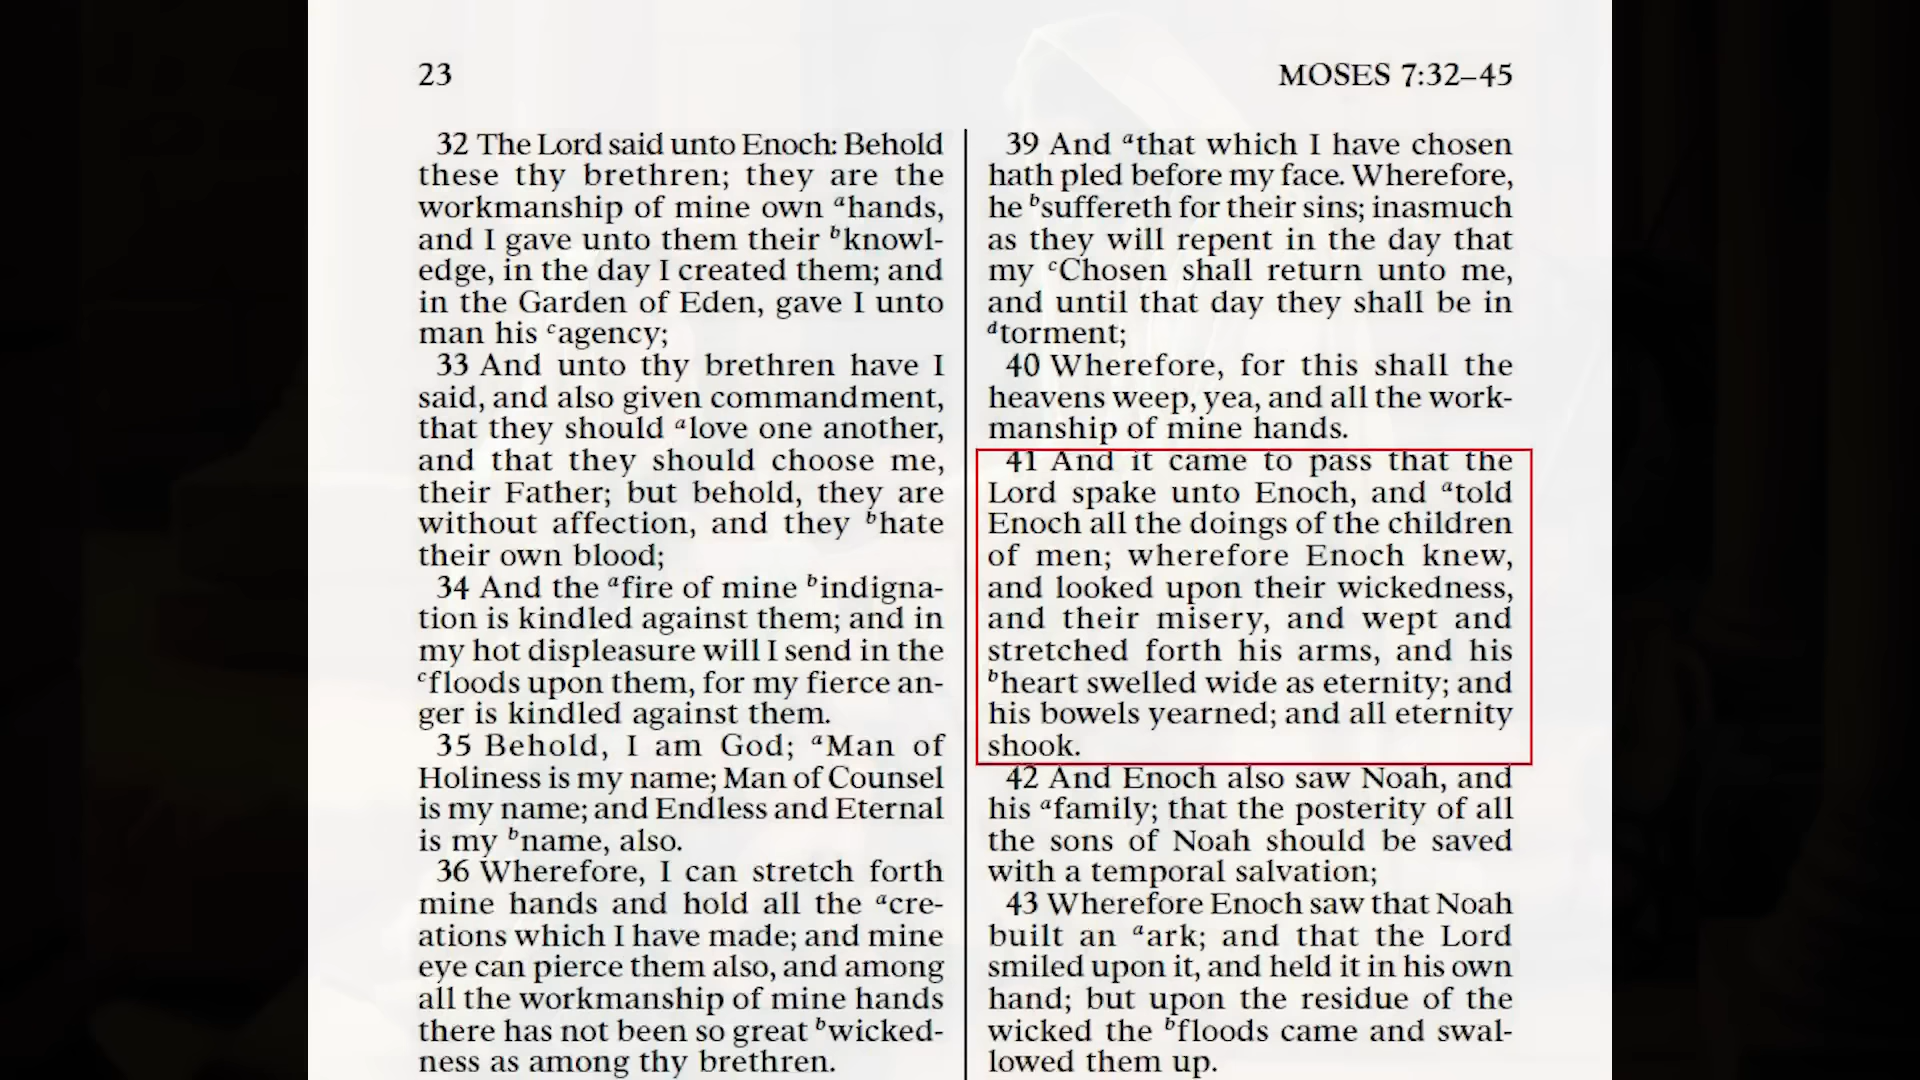 23
MOSES 7:32–45
32 The Lord said unto Enoch: Behold
these thy brethren; they are the
workmanship of mine own ᵃhands,
and I gave unto them their ᵇknowl-
edge, in the day I created them; and
in the Garden of Eden, gave I unto
man his ᶜagency;
33 And unto thy brethren have I
said, and also given commandment,
that they should ᵃlove one another,
and that they should choose me,
their Father; but behold, they are
without affection, and they ᵇhate
their own blood;
34 And the ᵃfire of mine ᵇindigna-
tion is kindled against them; and in
my hot displeasure will I send in the
ᶜfloods upon them, for my fierce an-
ger is kindled against them.
35 Behold, I am God; ᵃMan of
Holiness is my name; Man of Counsel
is my name; and Endless and Eternal
is my ᵇname, also.
36 Wherefore, I can stretch forth
mine hands and hold all the ᵃcre-
ations which I have made; and mine
eye can pierce them also, and among
all the workmanship of mine hands
there has not been so great ᵇwicked-
ness as among thy brethren.
39 And ᵃthat which I have chosen
hath pled before my face. Wherefore,
he ᵇsuffereth for their sins; inasmuch
as they will repent in the day that
my ᶜChosen shall return unto me,
and until that day they shall be in
ᵈtorment;
40 Wherefore, for this shall the
heavens weep, yea, and all the work-
manship of mine hands.
41 And it came to pass that the
Lord spake unto Enoch, and ᵃtold
Enoch all the doings of the children
of men; wherefore Enoch knew,
and looked upon their wickedness,
and their misery, and wept and
stretched forth his arms, and his
ᵇheart swelled wide as eternity; and
his bowels yearned; and all eternity
shook.
42 And Enoch also saw Noah, and
his ᵃfamily; that the posterity of all
the sons of Noah should be saved
with a temporal salvation;
43 Wherefore Enoch saw that Noah
built an ᵃark; and that the Lord
smiled upon it, and held it in his own
hand; but upon the residue of the
wicked the ᵇfloods came and swal-
lowed them up.